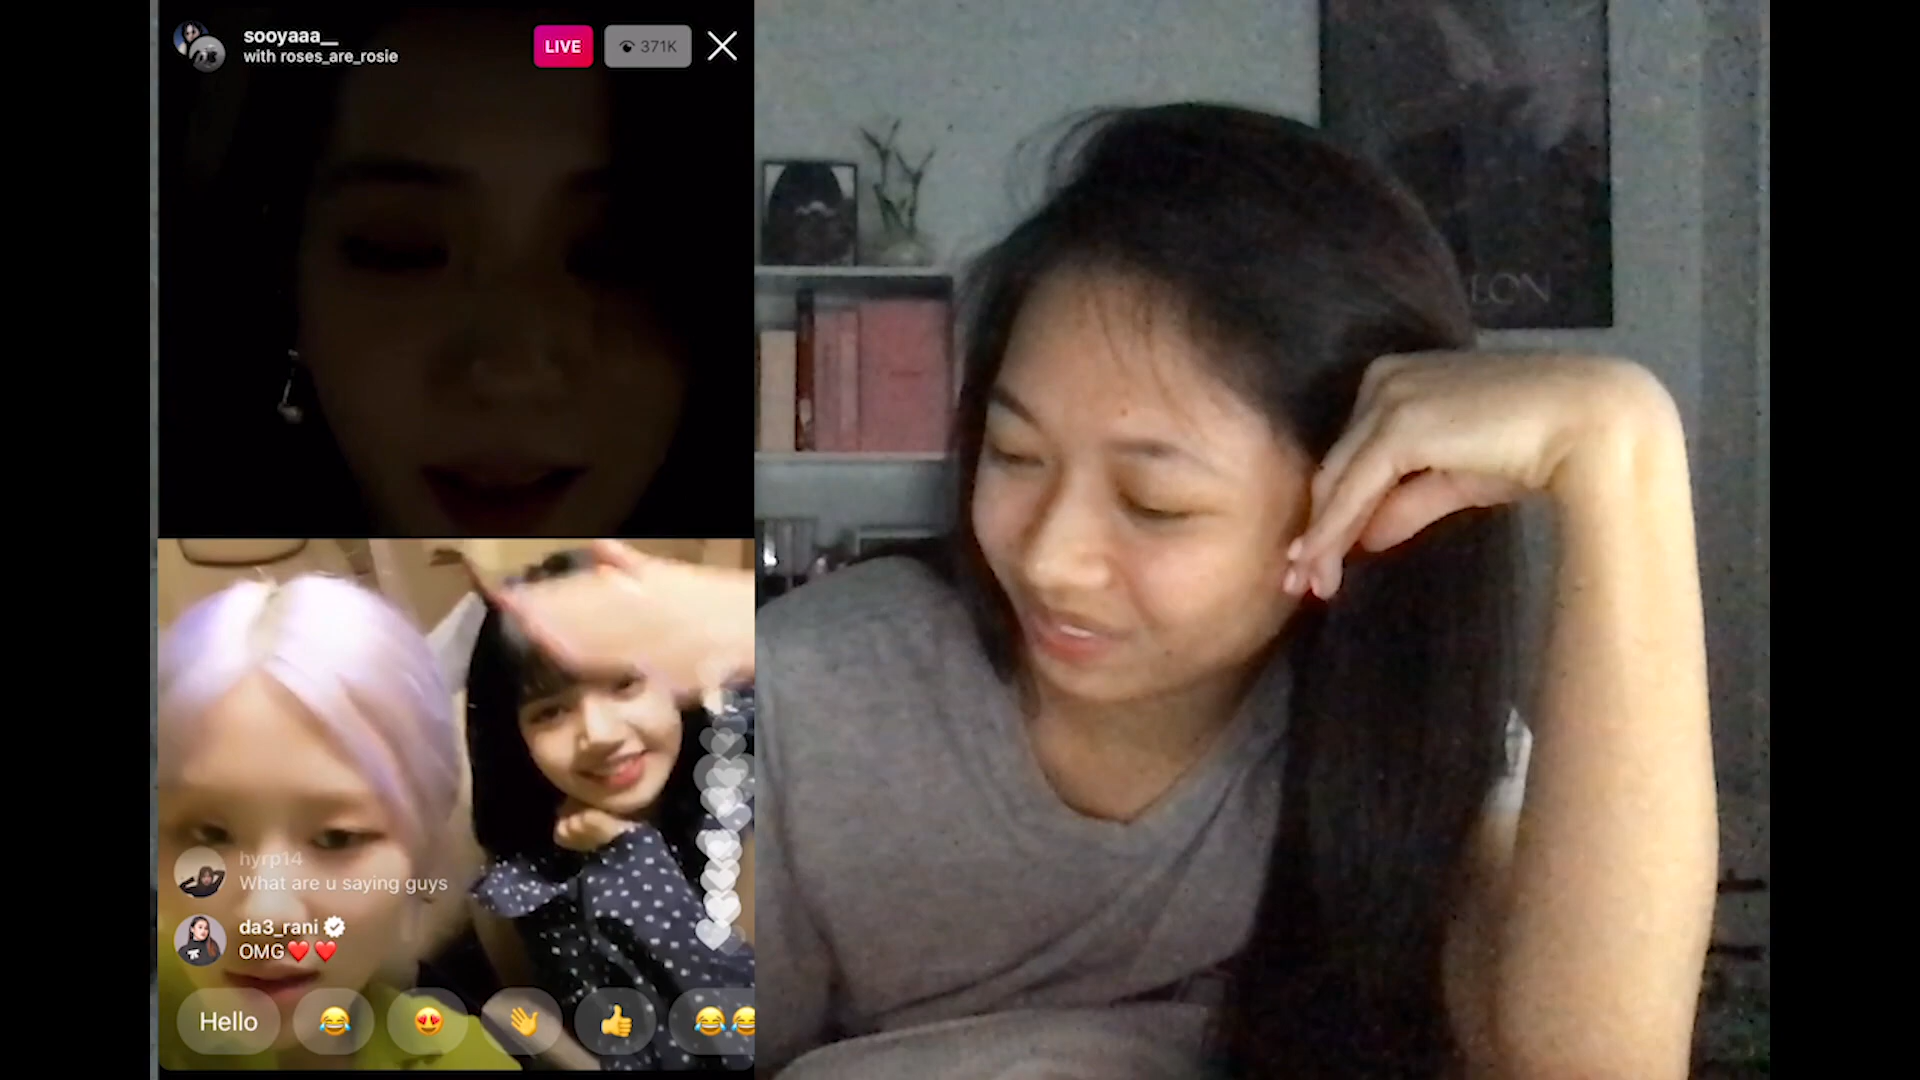 sooyaaa__
with roses_are_rosie
LIVE
371K
hyrp14
What are u saying guys
da3_rani
OMG❤️❤️
Hello